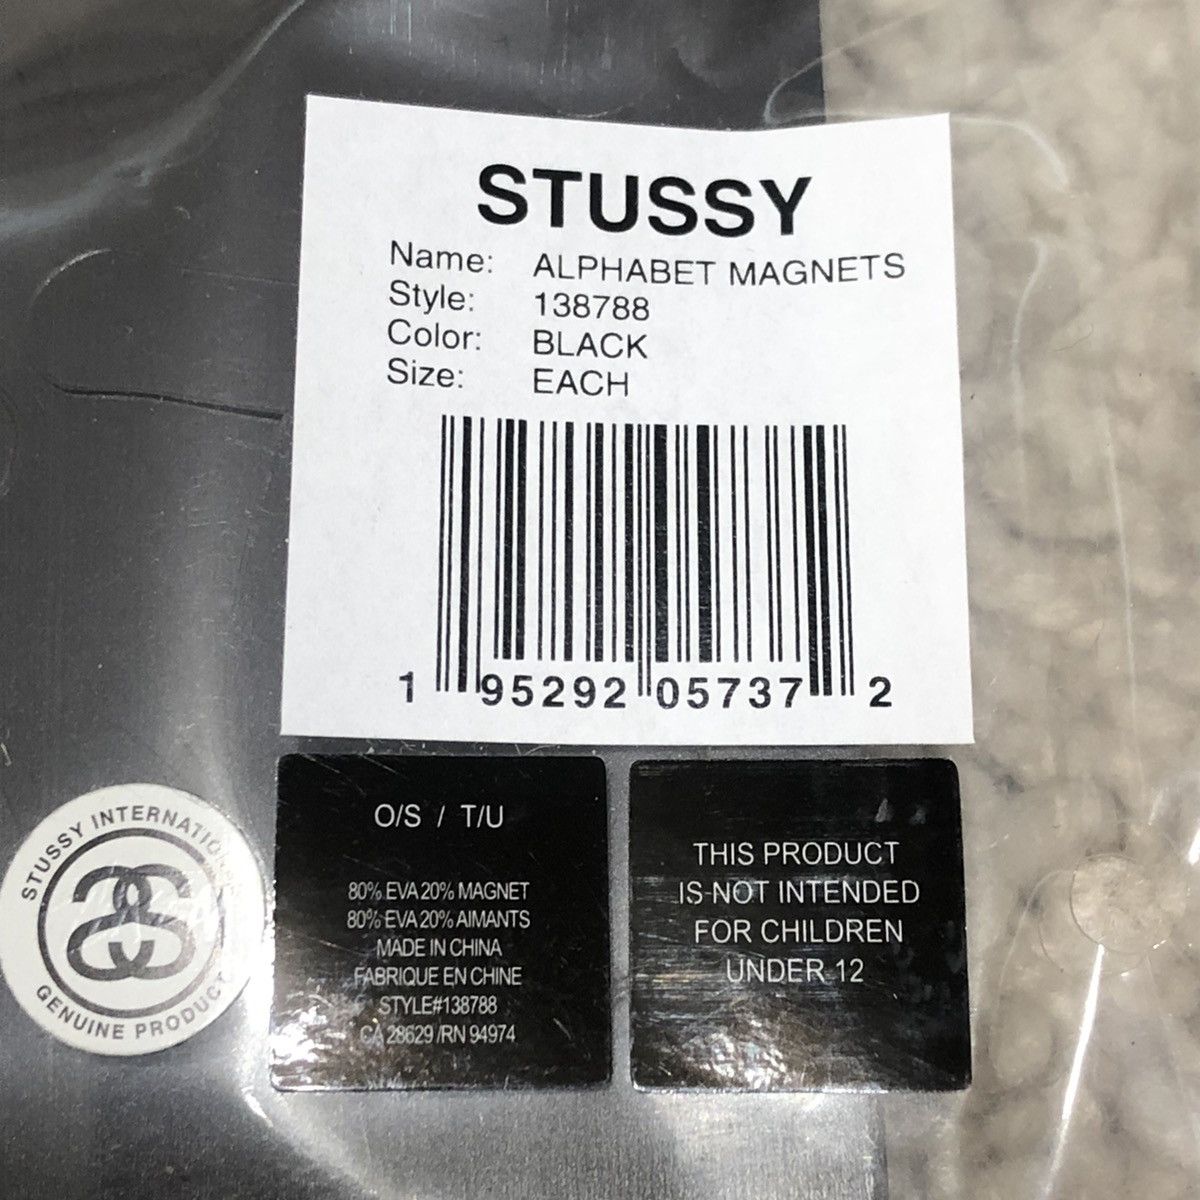 STUSSY
Name: ALPHABET MAGNETS
Style: 138788
Color: BLACK
Size: EACH
1 95292 05737 2
STUSSY INTERNATIONAL
GENUINE PRODUCT
O/S / T/U
80% EVA 20% MAGNET
80% EVA 20% AIMANTS
MADE IN CHINA
FABRIQUE EN CHINE
STYLE#138788
CA 28629 /RN 94974
THIS PRODUCT
IS NOT INTENDED
FOR CHILDREN
UNDER 12